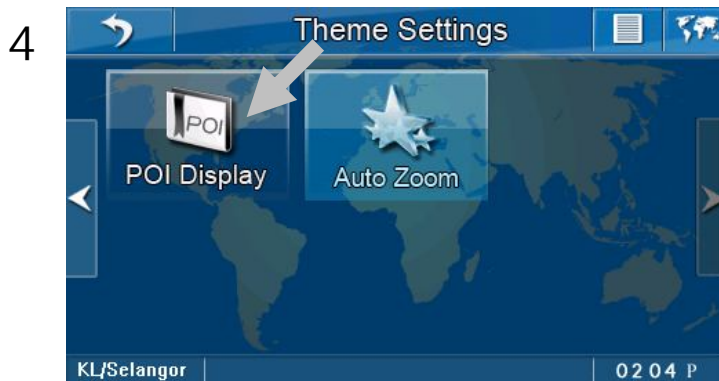 4
Theme Settings
POI
POI Display
Auto Zoom
KL/Selangor
0204 P